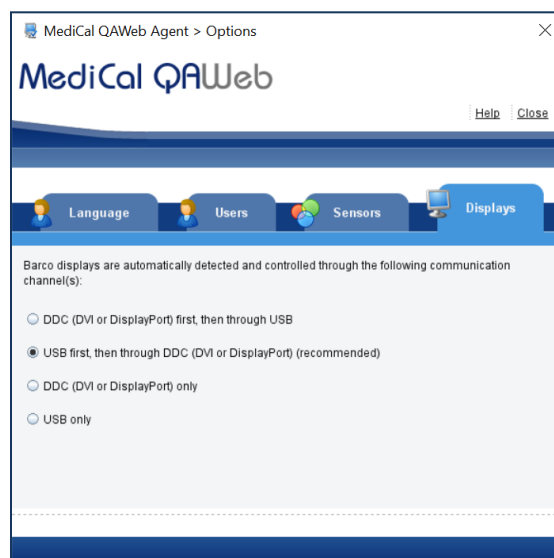 MediCal QAWeb Agent > Options
MediCal QAWeb
Help Close
Language Users Sensors Displays
Barco displays are automatically detected and controlled through the following communication
channel(s):
DDC (DVI or DisplayPort) first, then through USB
USB first, then through DDC (DVI or DisplayPort) (recommended)
DDC (DVI or DisplayPort) only
USB only